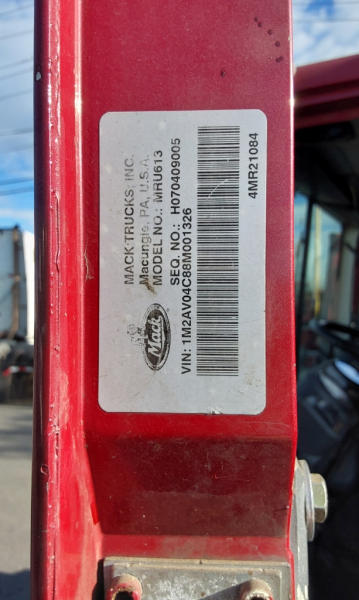 MACK TRUCKS, INC.
Macungie, PA, U.S.A.
MODEL NO.: MRU613
SEQ. NO.: H070409005
Mack
VIN: 1M2AV04C88M001326
4MR21084